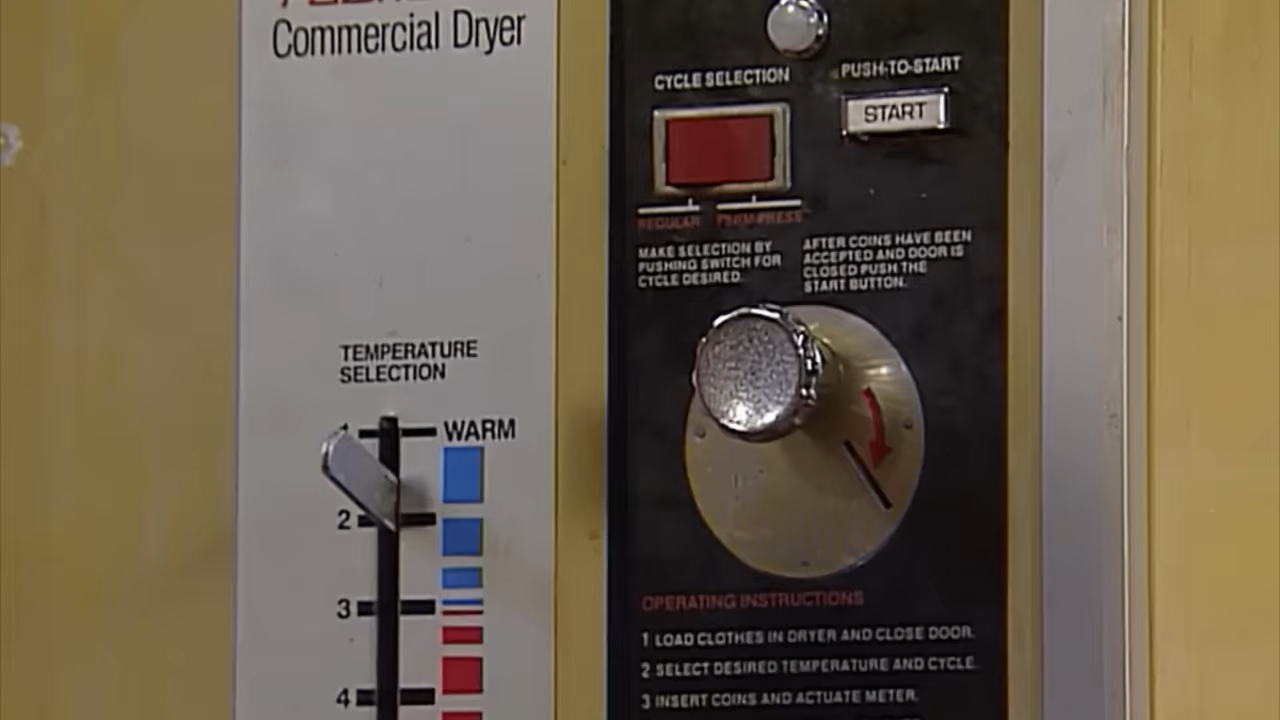 Commercial Dryer
TEMPERATURE
SELECTION
1
WARM
2
3
4
CYCLE SELECTION
PUSH-TO-START
START
REGULAR
PERM-PRESS
MAKE SELECTION BY
PUSHING SWITCH FOR
CYCLE DESIRED.
AFTER COINS HAVE BEEN
ACCEPTED AND DOOR IS
CLOSED PUSH THE
START BUTTON.
OPERATING INSTRUCTIONS
1 LOAD CLOTHES IN DRYER AND CLOSE DOOR.
2 SELECT DESIRED TEMPERATURE AND CYCLE.
3 INSERT COINS AND ACTUATE METER.